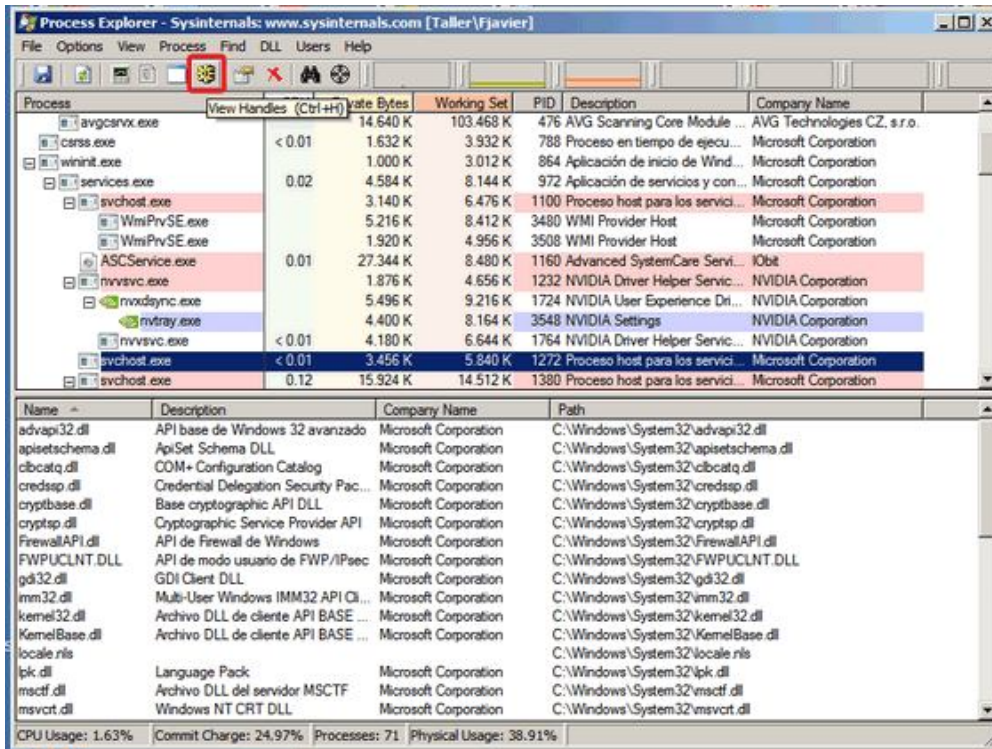 Process Explorer - Sysinternals: www.sysinternals.com [Taller\Fjavier]
File Options View Process Find DLL Users Help
View Handles (Ctrl+H)
Process vate Bytes Working Set PID Description Company Name
avgcsrvx.exe 14.640 K 103.468 K 476 AVG Scanning Core Module ... AVG Technologies CZ, s.r.o.
csrss.exe < 0.01 1.632 K 3.932 K 788 Proceso en tiempo de ejecu... Microsoft Corporation
wininit.exe 1.000 K 3.012 K 864 Aplicación de inicio de Wind... Microsoft Corporation
services.exe 0.02 4.584 K 8.144 K 972 Aplicación de servicios y con... Microsoft Corporation
svchost.exe 3.140 K 6.476 K 1100 Proceso host para los servici... Microsoft Corporation
WmiPrvSE.exe 5.216 K 8.412 K 3480 WMI Provider Host Microsoft Corporation
WmiPrvSE.exe 1.920 K 4.956 K 3508 WMI Provider Host Microsoft Corporation
ASCService.exe 0.01 27.344 K 8.480 K 1160 Advanced SystemCare Servi... IObit
nvvsvc.exe 1.876 K 4.656 K 1232 NVIDIA Driver Helper Servic... NVIDIA Corporation
nvxdsync.exe 5.496 K 9.216 K 1724 NVIDIA User Experience Dri... NVIDIA Corporation
nvtray.exe 4.400 K 8.164 K 3548 NVIDIA Settings NVIDIA Corporation
nvvsvc.exe < 0.01 4.180 K 6.644 K 1764 NVIDIA Driver Helper Servic... NVIDIA Corporation
svchost.exe < 0.01 3.456 K 5.840 K 1272 Proceso host para los servici... Microsoft Corporation
svchost.exe 0.12 15.924 K 14.512 K 1380 Proceso host para los servici... Microsoft Corporation
Name Description Company Name Path
advapi32.dll API base de Windows 32 avanzado Microsoft Corporation C:\Windows\System32\advapi32.dll
apisetschema.dll ApiSet Schema DLL Microsoft Corporation C:\Windows\System32\apisetschema.dll
clbcatq.dll COM+ Configuration Catalog Microsoft Corporation C:\Windows\System32\clbcatq.dll
credssp.dll Credential Delegation Security Pac... Microsoft Corporation C:\Windows\System32\credssp.dll
cryptbase.dll Base cryptographic API DLL Microsoft Corporation C:\Windows\System32\cryptbase.dll
cryptsp.dll Cryptographic Service Provider API Microsoft Corporation C:\Windows\System32\cryptsp.dll
FirewallAPI.dll API de Firewall de Windows Microsoft Corporation C:\Windows\System32\FirewallAPI.dll
FWPUCLNT.DLL API de modo usuario de FWP/IPsec Microsoft Corporation C:\Windows\System32\FWPUCLNT.DLL
gdi32.dll GDI Client DLL Microsoft Corporation C:\Windows\System32\gdi32.dll
imm32.dll Multi-User Windows IMM32 API Cli... Microsoft Corporation C:\Windows\System32\imm32.dll
kernel32.dll Archivo DLL de cliente API BASE ... Microsoft Corporation C:\Windows\System32\kernel32.dll
KernelBase.dll Archivo DLL de cliente API BASE ... Microsoft Corporation C:\Windows\System32\KernelBase.dll
locale.nls C:\Windows\System32\locale.nls
lpk.dll Language Pack Microsoft Corporation C:\Windows\System32\lpk.dll
msctf.dll Archivo DLL del servidor MSCTF Microsoft Corporation C:\Windows\System32\msctf.dll
msvcrt.dll Windows NT CRT DLL Microsoft Corporation C:\Windows\System32\msvcrt.dll
CPU Usage: 1.63% Commit Charge: 24.97% Processes: 71 Physical Usage: 38.91%